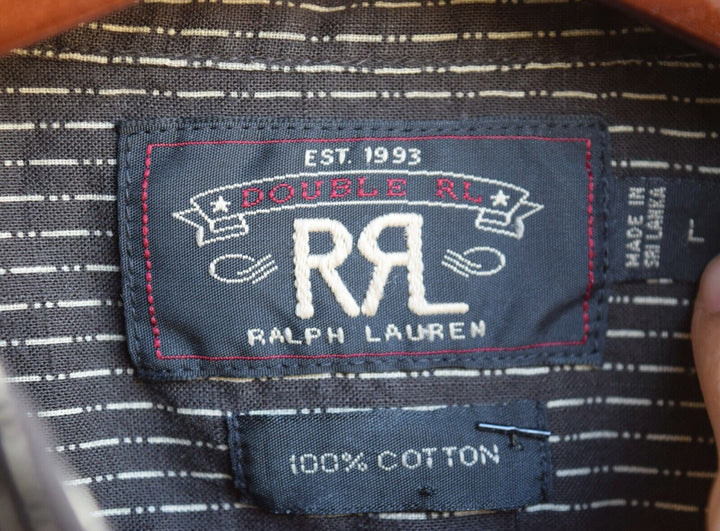 EST. 1993
DOUBLE RL
RRL
RALPH LAUREN
MADE IN
SRI LANKA
L
100% COTTON